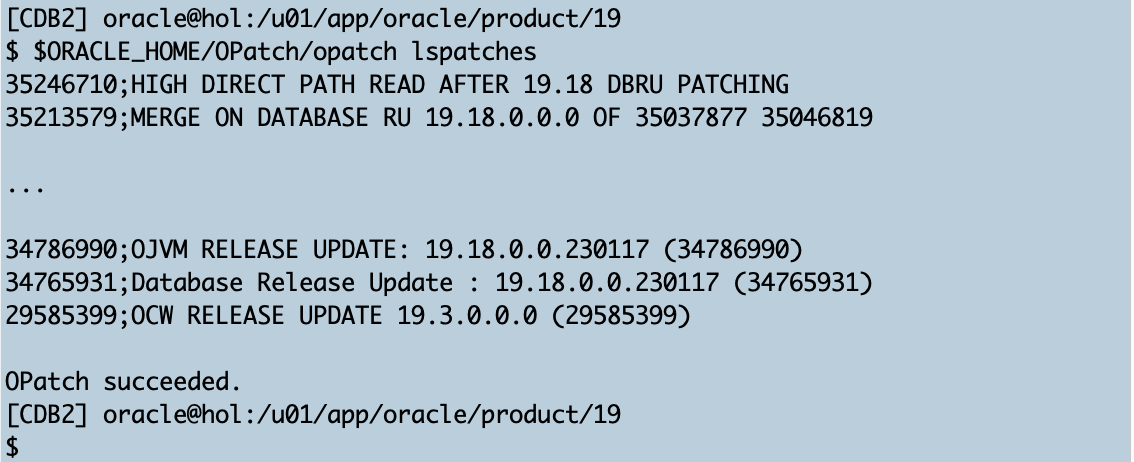 [CDB2] oracle@hol:/u01/app/oracle/product/19
$ $ORACLE_HOME/OPatch/opatch lspatches
35246710;HIGH DIRECT PATH READ AFTER 19.18 DBRU PATCHING
35213579;MERGE ON DATABASE RU 19.18.0.0.0 OF 35037877 35046819
...
34786990;OJVM RELEASE UPDATE: 19.18.0.0.230117 (34786990)
34765931;Database Release Update : 19.18.0.0.230117 (34765931)
29585399;OCW RELEASE UPDATE 19.3.0.0.0 (29585399)
OPatch succeeded.
[CDB2] oracle@hol:/u01/app/oracle/product/19
$